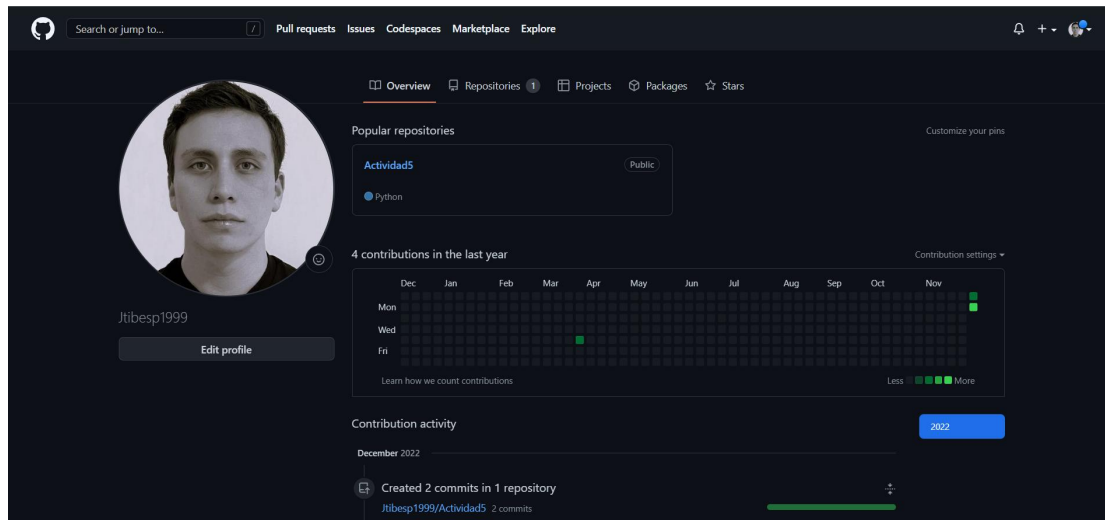 Search or jump to... /
Pull requests Issues Codespaces Marketplace Explore
Overview Repositories 1 Projects Packages Stars
Popular repositories Customize your pins
Actividad5 Public
Python
4 contributions in the last year Contribution settings
Dec Jan Feb Mar Apr May Jun Jul Aug Sep Oct Nov
Mon
Wed
Fri
Learn how we count contributions Less More
Jtibesp1999
Edit profile
Contribution activity 2022
December 2022
Created 2 commits in 1 repository
Jtibesp1999/Actividad5 2 commits